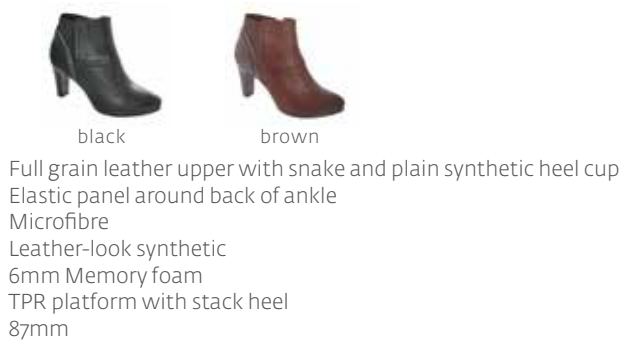 black
brown
Full grain leather upper with snake and plain synthetic heel cup
Elastic panel around back of ankle
Microfibre
Leather-look synthetic
6mm Memory foam
TPR platform with stack heel
87mm